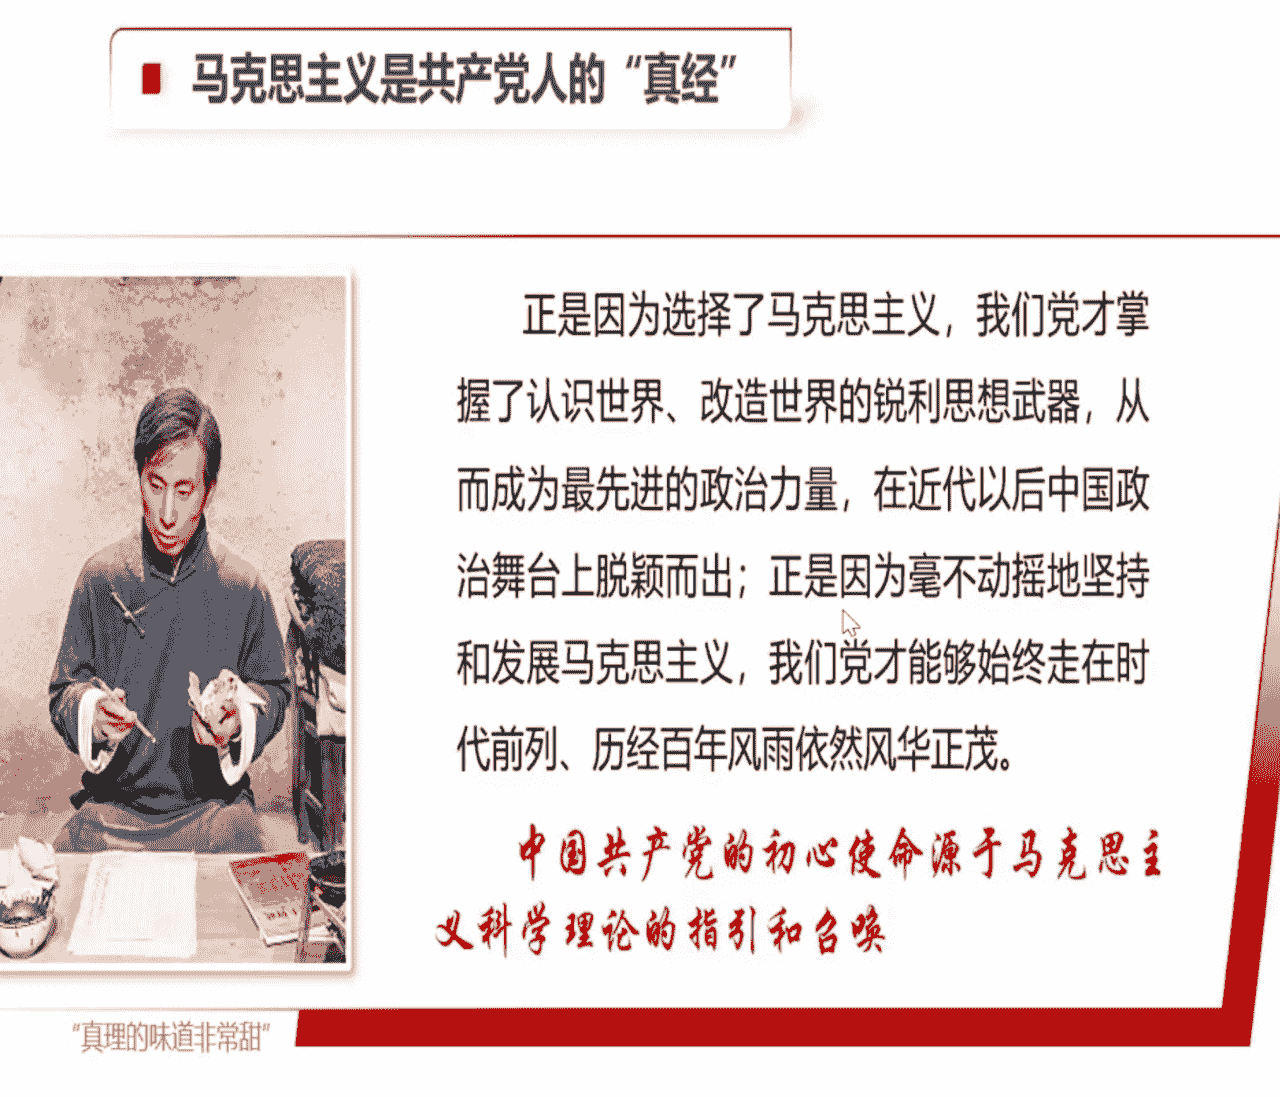 马克思主义是共产党人的“真经”
正是因为选择了马克思主义，我们党才掌
握了认识世界、改造世界的锐利思想武器，从
而成为最先进的政治力量，在近代以后中国政
治舞台上脱颖而出；正是因为毫不动摇地坚持
和发展马克思主义，我们党才能够始终走在时
代前列、历经百年风雨依然风华正茂。
中国共产党的初心使命源于马克思主
义科学理论的指引和召唤
“真理的味道非常甜”